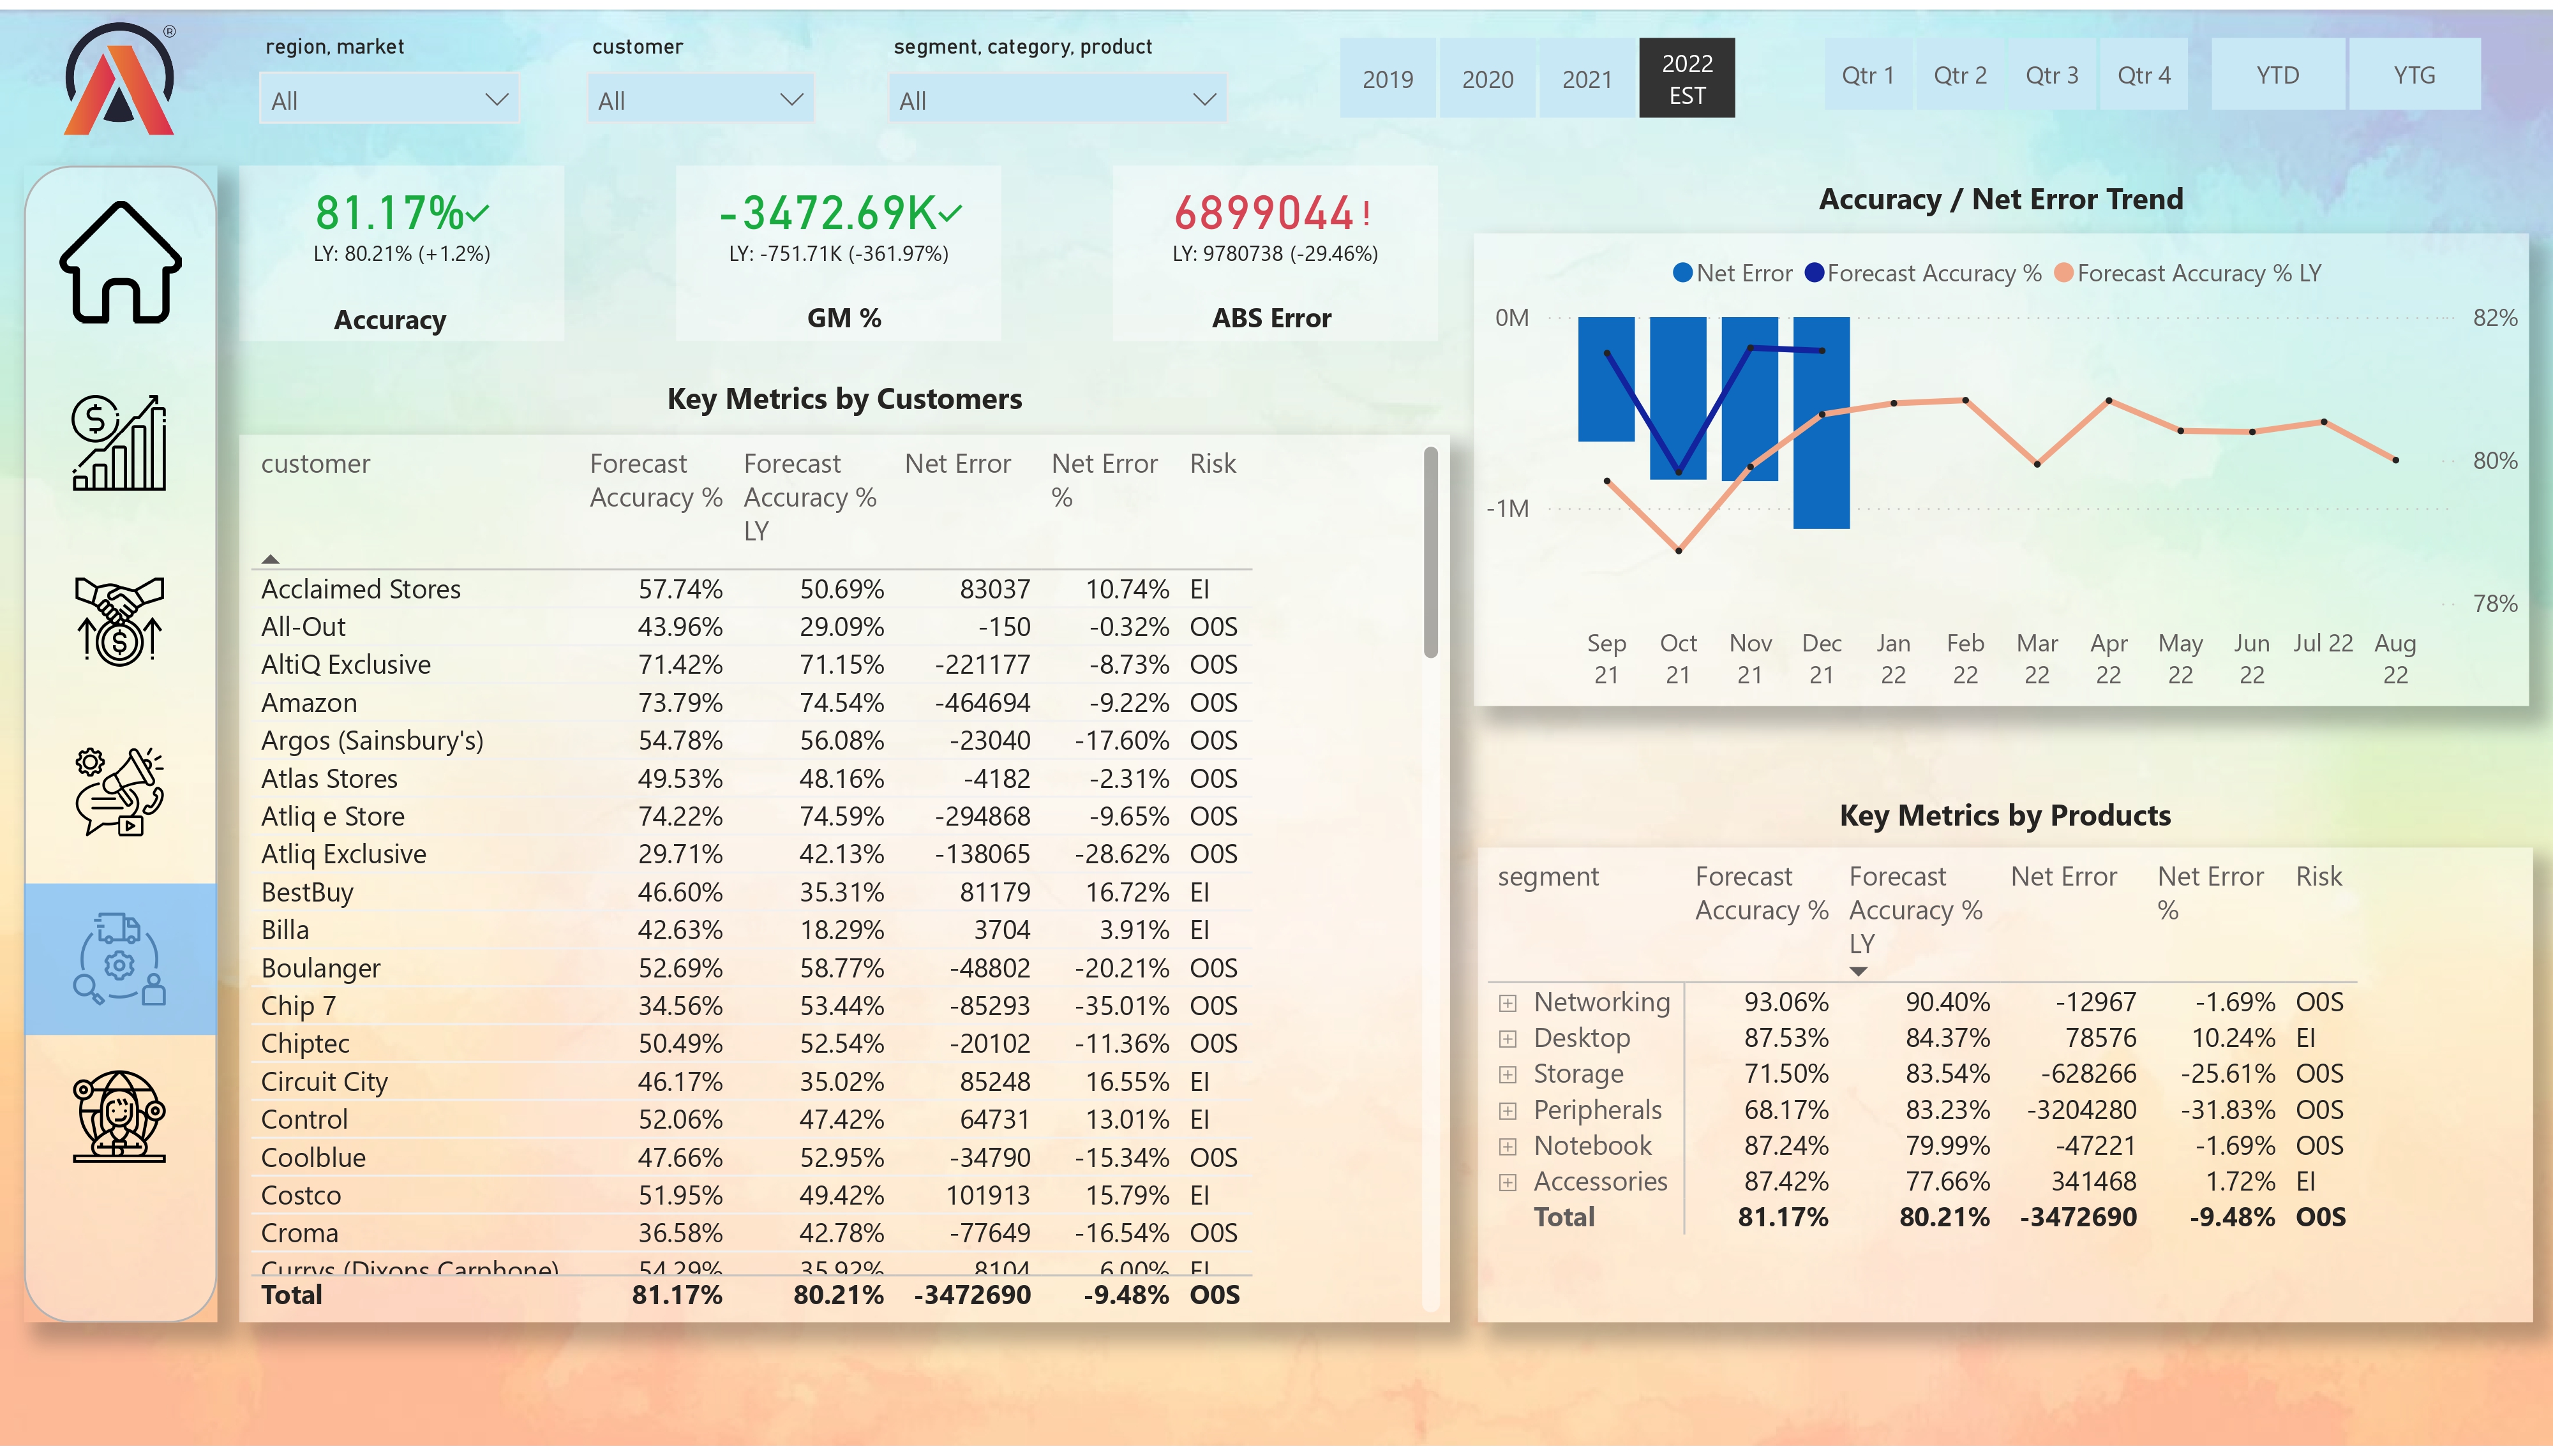 ®
region, market
customer
segment, category, product
All
All
All
2019
2020
2021
2022
EST
Qtr 1
Qtr 2
Qtr 3
Qtr 4
YTD
YTG
81.17%
LY: 80.21% (+1.2%)
Accuracy
-3472.69K
LY: -751.71K (-361.97%)
GM %
6899044!
LY: 9780738 (-29.46%)
ABS Error
Key Metrics by Customers
customer Forecast Accuracy % Forecast Accuracy % LY Net Error Net Error % Risk
Acclaimed Stores 57.74% 50.69% 83037 10.74% EI
All-Out 43.96% 29.09% -150 -0.32% O0S
AltiQ Exclusive 71.42% 71.15% -221177 -8.73% O0S
Amazon 73.79% 74.54% -464694 -9.22% O0S
Argos (Sainsbury's) 54.78% 56.08% -23040 -17.60% O0S
Atlas Stores 49.53% 48.16% -4182 -2.31% O0S
Atliq e Store 74.22% 74.59% -294868 -9.65% O0S
Atliq Exclusive 29.71% 42.13% -138065 -28.62% O0S
BestBuy 46.60% 35.31% 81179 16.72% EI
Billa 42.63% 18.29% 3704 3.91% EI
Boulanger 52.69% 58.77% -48802 -20.21% O0S
Chip 7 34.56% 53.44% -85293 -35.01% O0S
Chiptec 50.49% 52.54% -20102 -11.36% O0S
Circuit City 46.17% 35.02% 85248 16.55% EI
Control 52.06% 47.42% 64731 13.01% EI
Coolblue 47.66% 52.95% -34790 -15.34% O0S
Costco 51.95% 49.42% 101913 15.79% EI
Croma 36.58% 42.78% -77649 -16.54% O0S
Currys (Dixons Carphone) 54.29% 35.92% 8104 6.00% EI
Total 81.17% 80.21% -3472690 -9.48% O0S
Accuracy / Net Error Trend
Net Error Forecast Accuracy % Forecast Accuracy % LY
0M
-1M
82%
80%
78%
Sep 21
Oct 21
Nov 21
Dec 21
Jan 22
Feb 22
Mar 22
Apr 22
May 22
Jun 22
Jul 22
Aug 22
Key Metrics by Products
segment Forecast Accuracy % Forecast Accuracy % LY Net Error Net Error % Risk
Networking 93.06% 90.40% -12967 -1.69% O0S
Desktop 87.53% 84.37% 78576 10.24% EI
Storage 71.50% 83.54% -628266 -25.61% O0S
Peripherals 68.17% 83.23% -3204280 -31.83% O0S
Notebook 87.24% 79.99% -47221 -1.69% O0S
Accessories 87.42% 77.66% 341468 1.72% EI
Total 81.17% 80.21% -3472690 -9.48% O0S